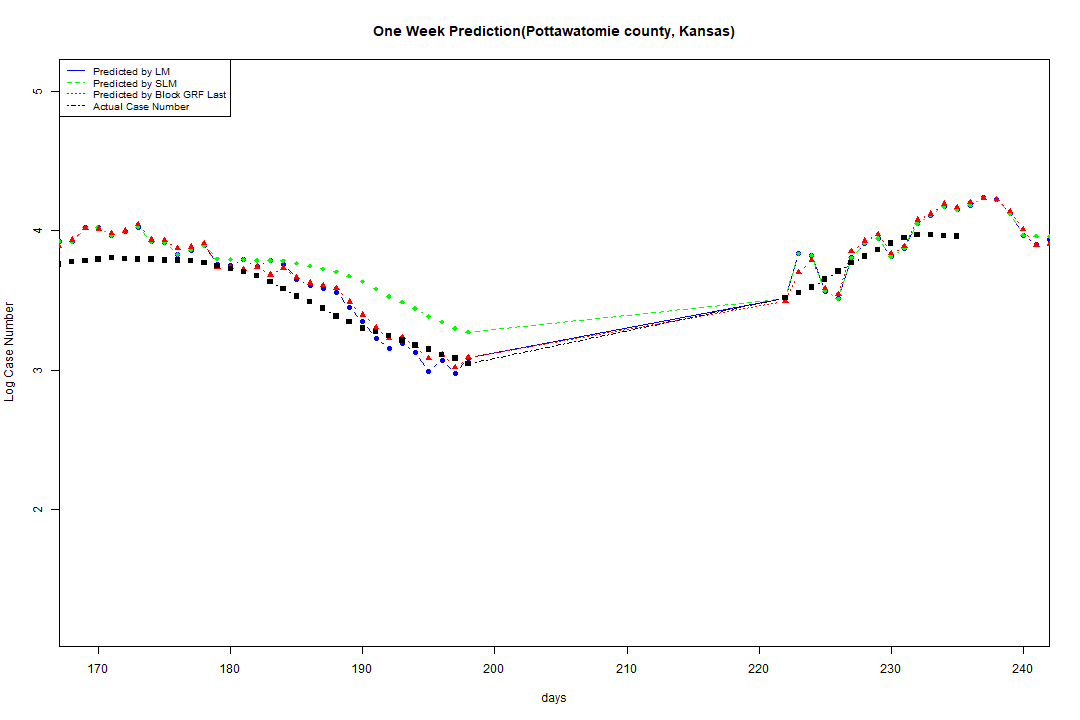 One Week Prediction(Pottawatomie county, Kansas)
Predicted by LM
Predicted by SLM
Predicted by Block GRF Last
Actual Case Number
5
4
3
2
Log Case Number
170 180 190 200 210 220 230 240
days